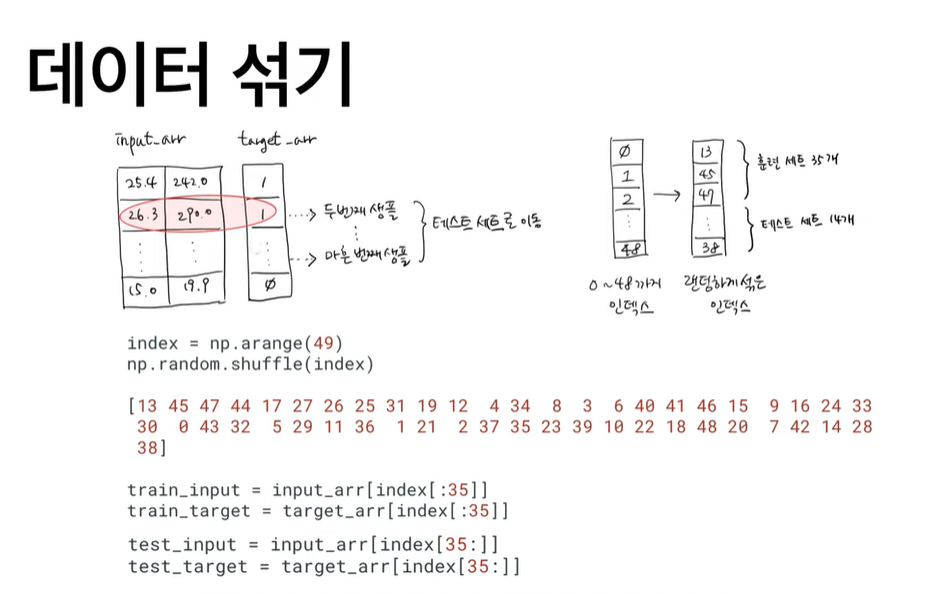 데이터 섞기
input_arr
target_arr
25.4 242.0 1
26.3 290.0 1
15.0 19.9 0
두번째 샘플
마흔 번째 샘플
테스트 세트로 이동
0
1
2
48
0~48까지
인덱스
13
45
47
38
랜덤하게 섞은
인덱스
훈련 세트 35개
테스트 세트 14개
index = np.arange(49)
np.random.shuffle(index)
[13 45 47 44 17 27 26 25 31 19 12 4 34 8 3 6 40 41 46 15 9 16 24 33
30 0 43 32 5 29 11 36 1 21 2 37 35 23 39 10 22 18 48 20 7 42 14 28
38]
train_input = input_arr[index[:35]]
train_target = target_arr[index[:35]]
test_input = input_arr[index[35:]]
test_target = target_arr[index[35:]]